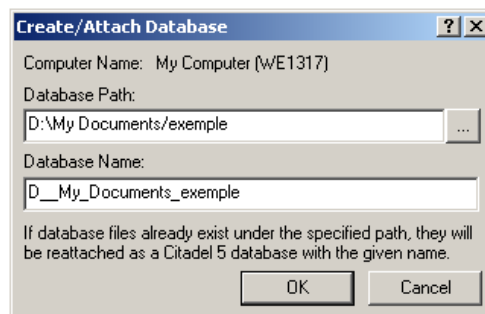 Create/Attach Database
Computer Name: My Computer (WE1317)
Database Path:
D:\My Documents/exemple
...
Database Name:
D__My_Documents_exemple
If database files already exist under the specified path, they will
be reattached as a Citadel 5 database with the given name.
OK Cancel